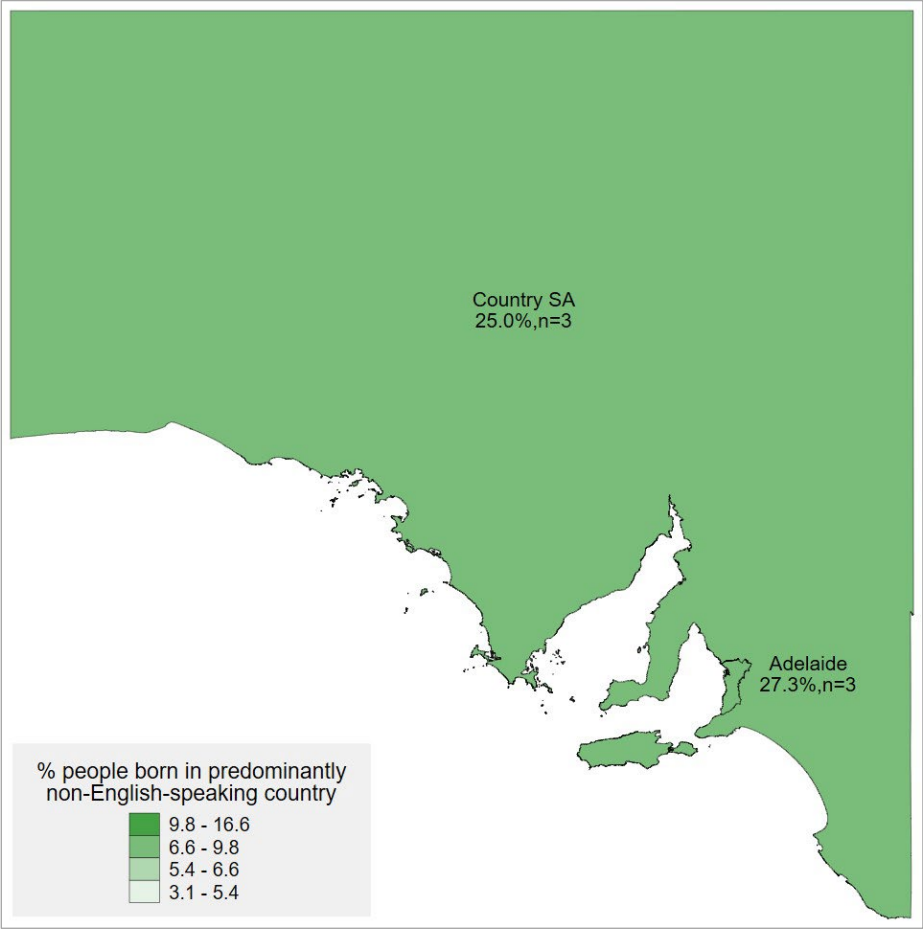 Country SA
25.0%,n=3
Adelaide
27.3%,n=3
% people born in predominantly
non-English-speaking country
9.8 - 16.6
6.6 - 9.8
5.4 - 6.6
3.1 - 5.4